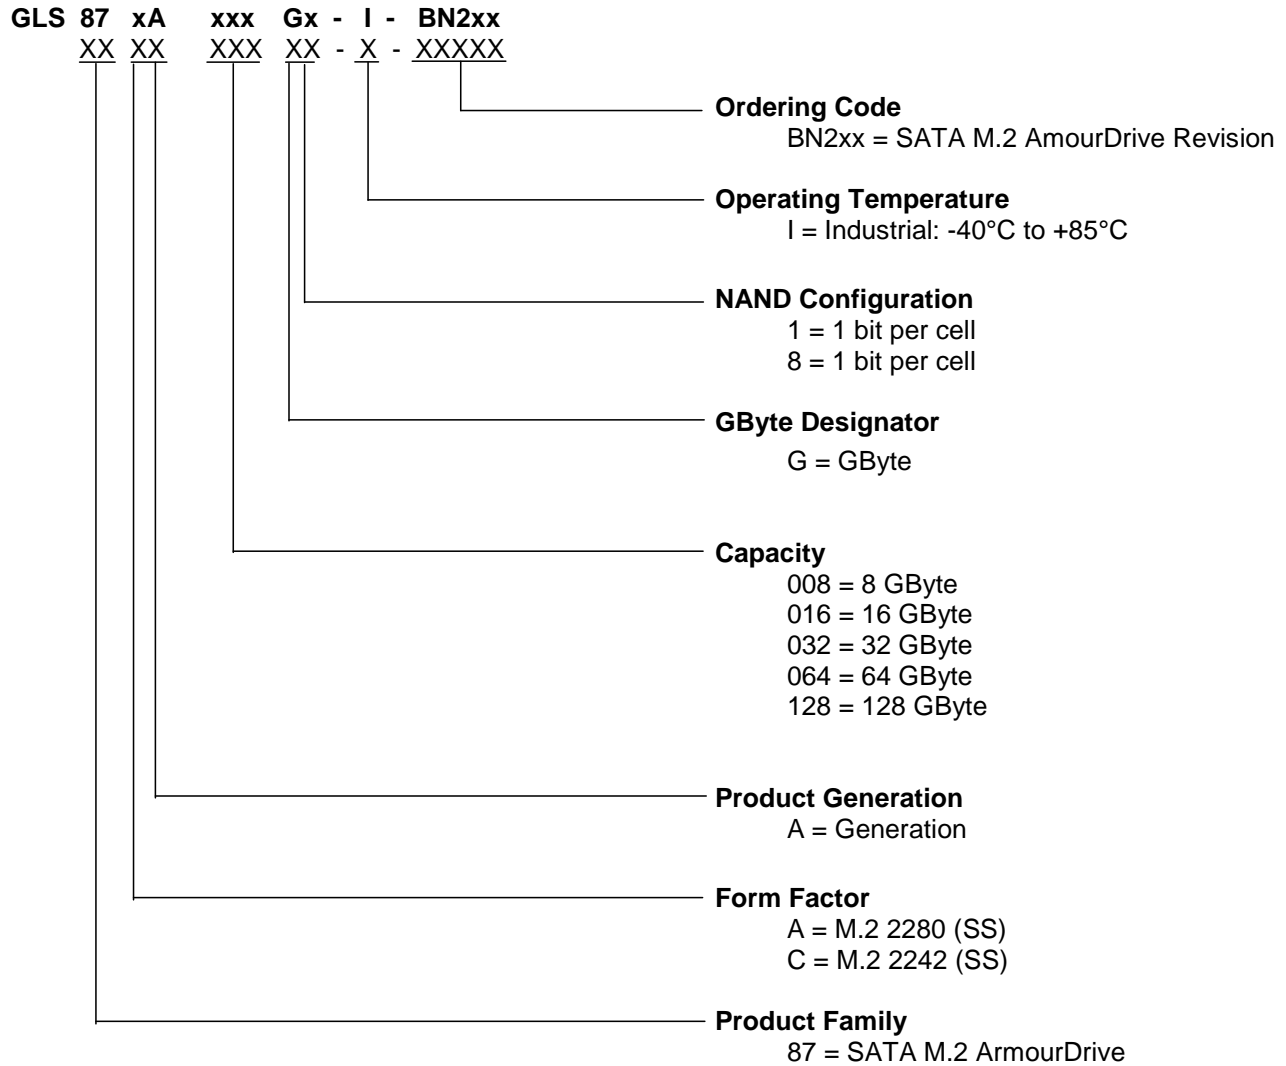 GLS 87 xA xxx Gx - I - BN2xx
XX XX XXX XX - X - XXXXX
Ordering Code
BN2xx = SATA M.2 AmourDrive Revision
Operating Temperature
I = Industrial: -40°C to +85°C
NAND Configuration
1 = 1 bit per cell
8 = 1 bit per cell
GByte Designator
G = GByte
Capacity
008 = 8 GByte
016 = 16 GByte
032 = 32 GByte
064 = 64 GByte
128 = 128 GByte
Product Generation
A = Generation
Form Factor
A = M.2 2280 (SS)
C = M.2 2242 (SS)
Product Family
87 = SATA M.2 ArmourDrive